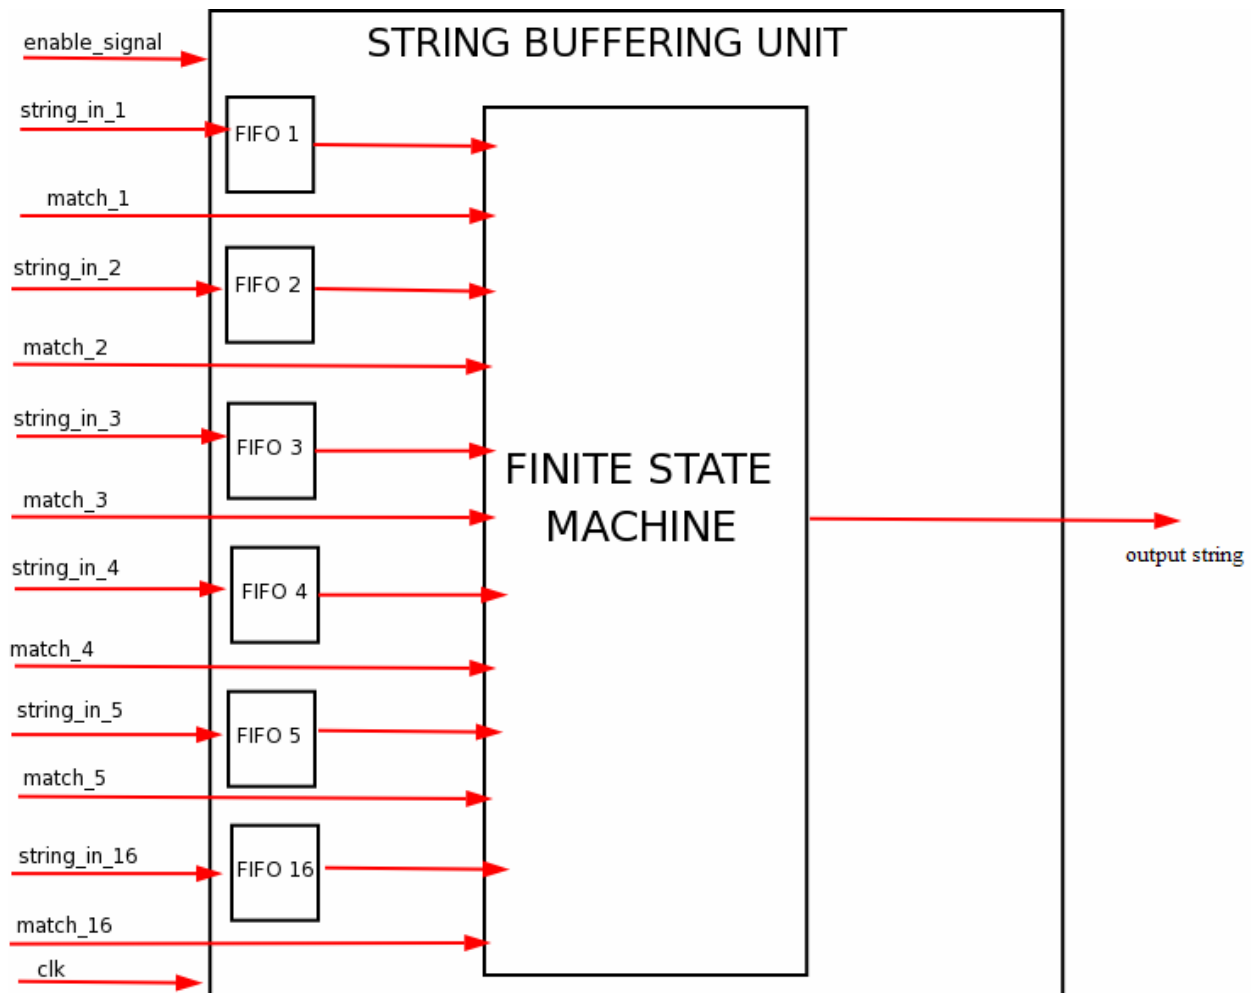 STRING BUFFERING UNIT
enable_signal
string_in_1
FIFO 1
match_1
string_in_2
FIFO 2
match_2
string_in_3
FIFO 3
match_3
FINITE STATE
MACHINE
output string
string_in_4
FIFO 4
match_4
string_in_5
FIFO 5
match_5
string_in_16
FIFO 16
match_16
clk